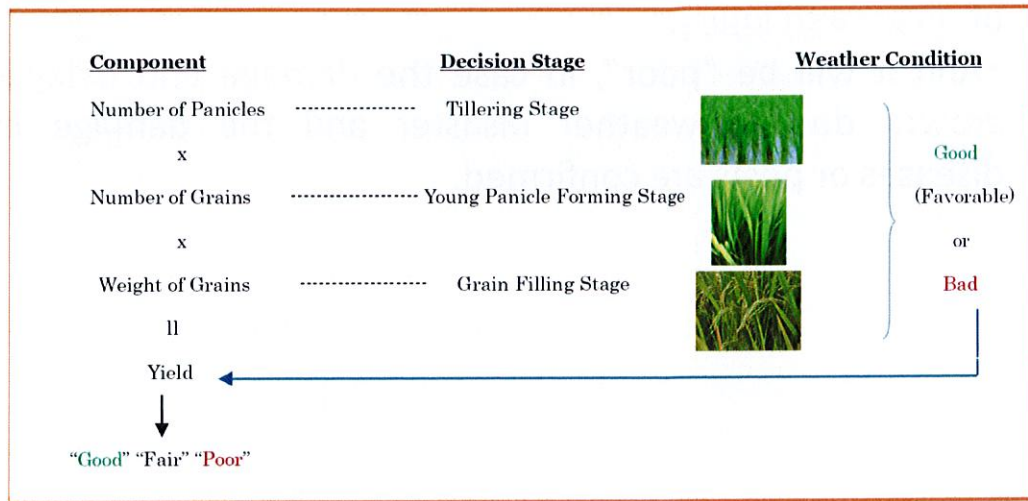 Component Decision Stage Weather Condition
Number of Panicles ---------------- Tillering Stage
x
Good
Number of Grains ---------------- Young Panicle Forming Stage
(Favorable)
x
or
Weight of Grains ---------------- Grain Filling Stage
Bad
ll
Yield
“Good” “Fair” “Poor”